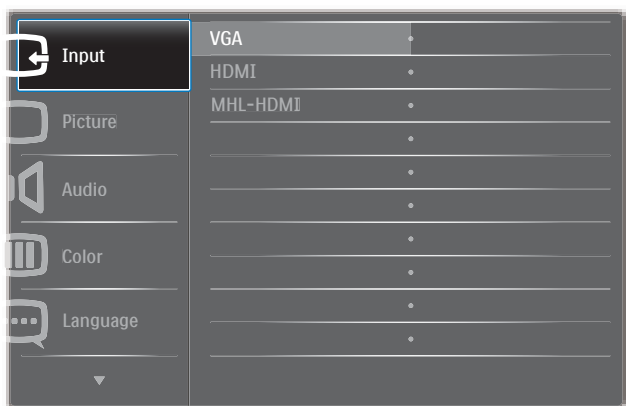 Input
Picture
Audio
Color
Language
VGA
HDMI
MHL-HDMI